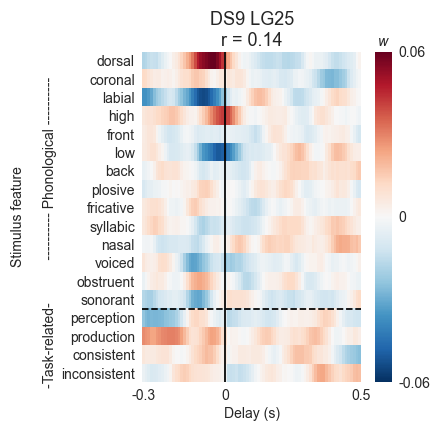 DS9 LG25
r = 0.14
w
dorsal
coronal
labial
high
front
low
back
plosive
fricative
syllabic
nasal
voiced
obstruent
sonorant
perception
production
consistent
inconsistent
Stimulus feature
-Task-related-
---------- Phonological ----------
-0.3
0
0.5
Delay (s)
0.06
0
-0.06